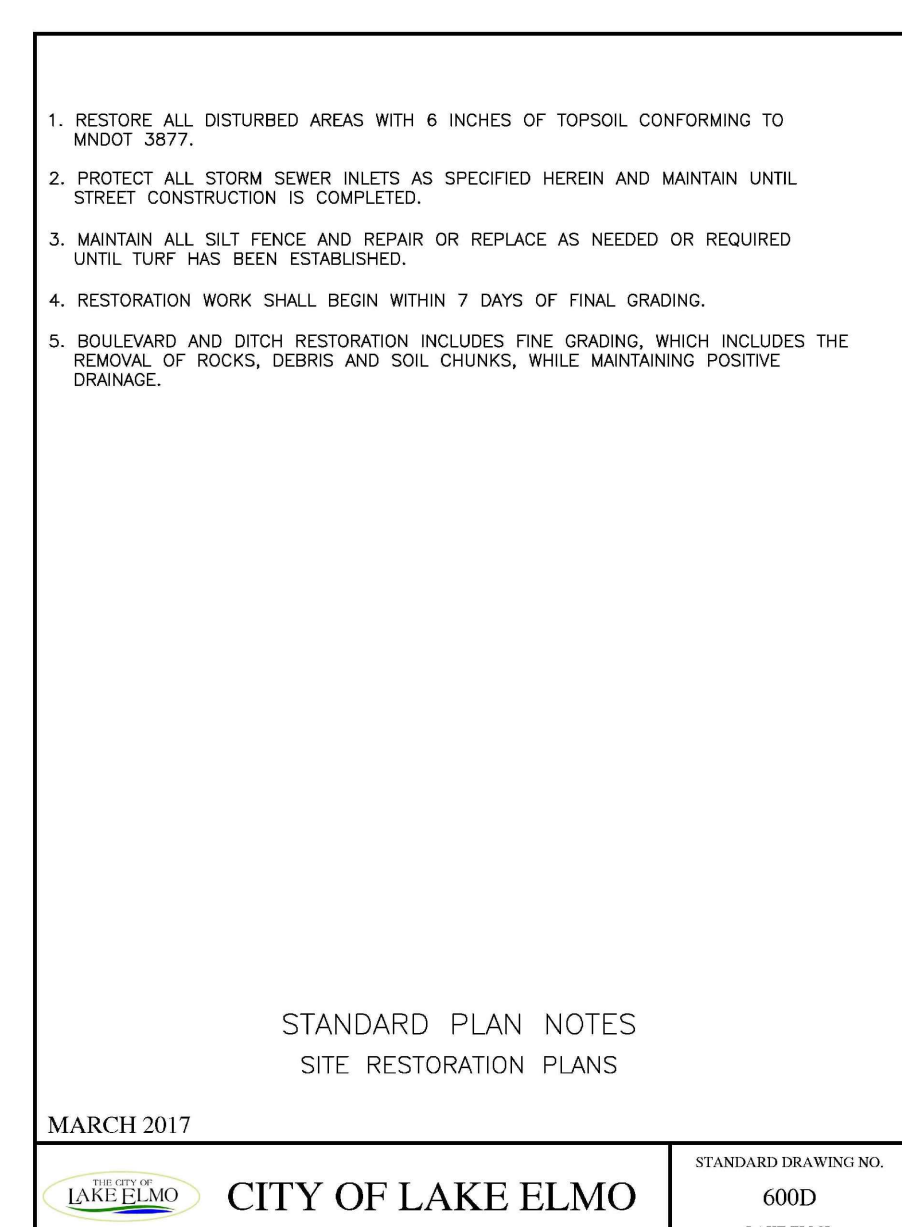 1. RESTORE ALL DISTURBED AREAS WITH 6 INCHES OF TOPSOIL CONFORMING TO
MNDOT 3877.
2. PROTECT ALL STORM SEWER INLETS AS SPECIFIED HEREIN AND MAINTAIN UNTIL
STREET CONSTRUCTION IS COMPLETED.
3. MAINTAIN ALL SILT FENCE AND REPAIR OR REPLACE AS NEEDED OR REQUIRED
UNTIL TURF HAS BEEN ESTABLISHED.
4. RESTORATION WORK SHALL BEGIN WITHIN 7 DAYS OF FINAL GRADING.
5. BOULEVARD AND DITCH RESTORATION INCLUDES FINE GRADING, WHICH INCLUDES THE
REMOVAL OF ROCKS, DEBRIS AND SOIL CHUNKS, WHILE MAINTAINING POSITIVE
DRAINAGE.
STANDARD PLAN NOTES
SITE RESTORATION PLANS
MARCH 2017
THE CITY OF
LAKE ELMO
CITY OF LAKE ELMO
STANDARD DRAWING NO.
600D